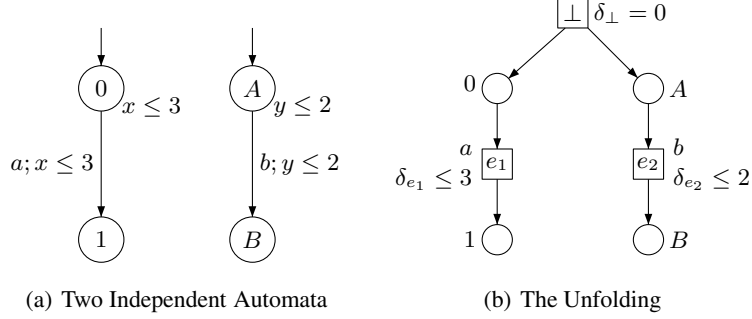 ⊥ δ⊥ = 0
0 A 0 A
x ≤ 3 y ≤ 2
a; x ≤ 3 b; y ≤ 2 a e₁ e₂ b
δe₁ ≤ 3 δe₂ ≤ 2
1 B 1 B
(a) Two Independent Automata (b) The Unfolding